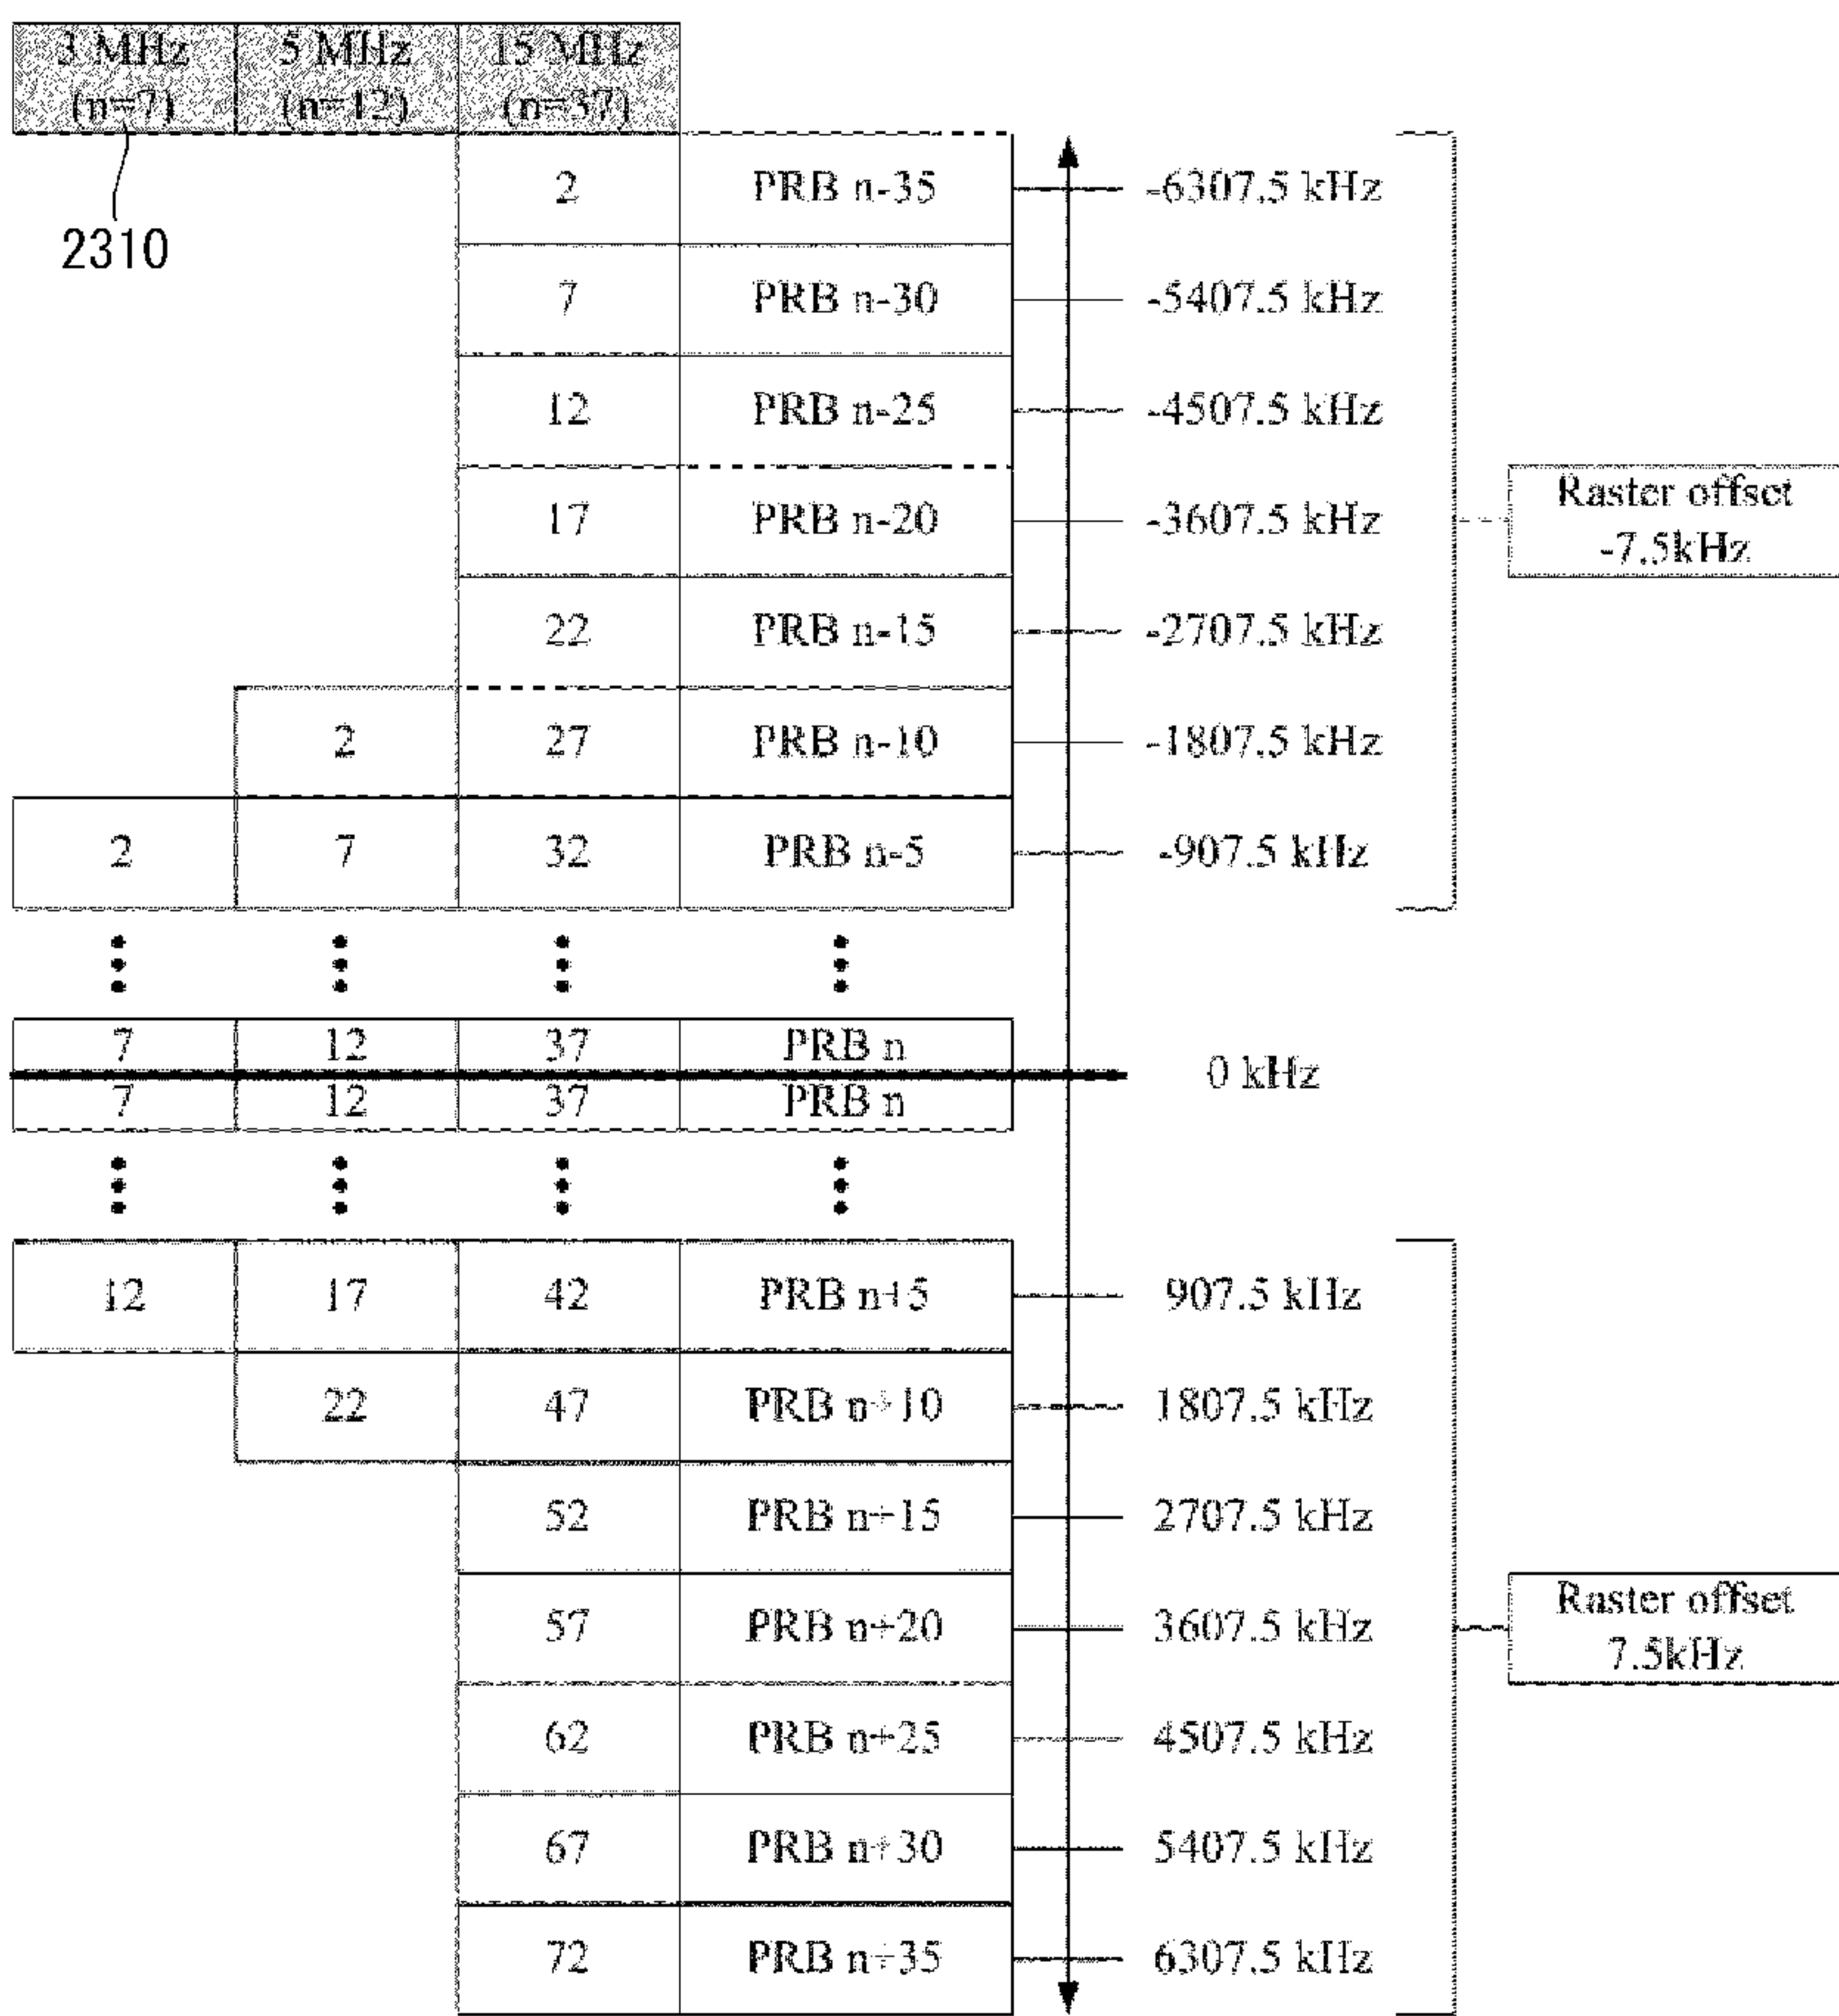 3 MHz 5 MHz 15 MHz
(n=7) (n=12) (n=37)
2310
2 PRB n-35 -6307.5 kHz
7 PRB n-30 -5407.5 kHz
12 PRB n-25 -4507.5 kHz
17 PRB n-20 -3607.5 kHz
22 PRB n-15 -2707.5 kHz
2 27 PRB n-10 -1807.5 kHz
2 7 32 PRB n-5 -907.5 kHz
Raster offset
-7.5kHz
7 12 37 PRB n
0 kHz
7 12 37 PRB n
12 17 42 PRB n+5 907.5 kHz
22 47 PRB n+10 1807.5 kHz
52 PRB n+15 2707.5 kHz
57 PRB n+20 3607.5 kHz
62 PRB n+25 4507.5 kHz
67 PRB n+30 5407.5 kHz
72 PRB n+35 6307.5 kHz
Raster offset
7.5kHz